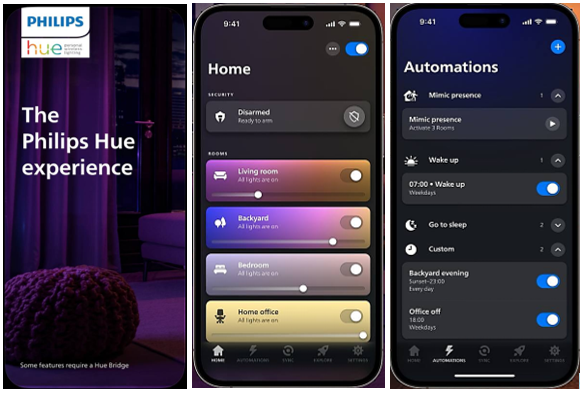 PHILIPS
hue personal wireless lighting
The
Philips Hue
experience
Some features require a Hue Bridge
9:41
Home
SECURITY
Disarmed
Ready to arm
ROOMS
Living room
All lights are on
Backyard
All lights are on
Bedroom
All lights are on
Home office
All lights are on
HOME AUTOMATIONS SYNC EXPLORE SETTINGS
9:41
Automations
Mimic presence 1
Mimic presence
Activate 3 Rooms
Wake up 1
07:00 • Wake up
Weekdays
Go to sleep 2
Custom 2
Backyard evening
Sunset–23:00
Every day
Office off
18:00
Weekdays
HOME AUTOMATIONS SYNC EXPLORE SETTINGS